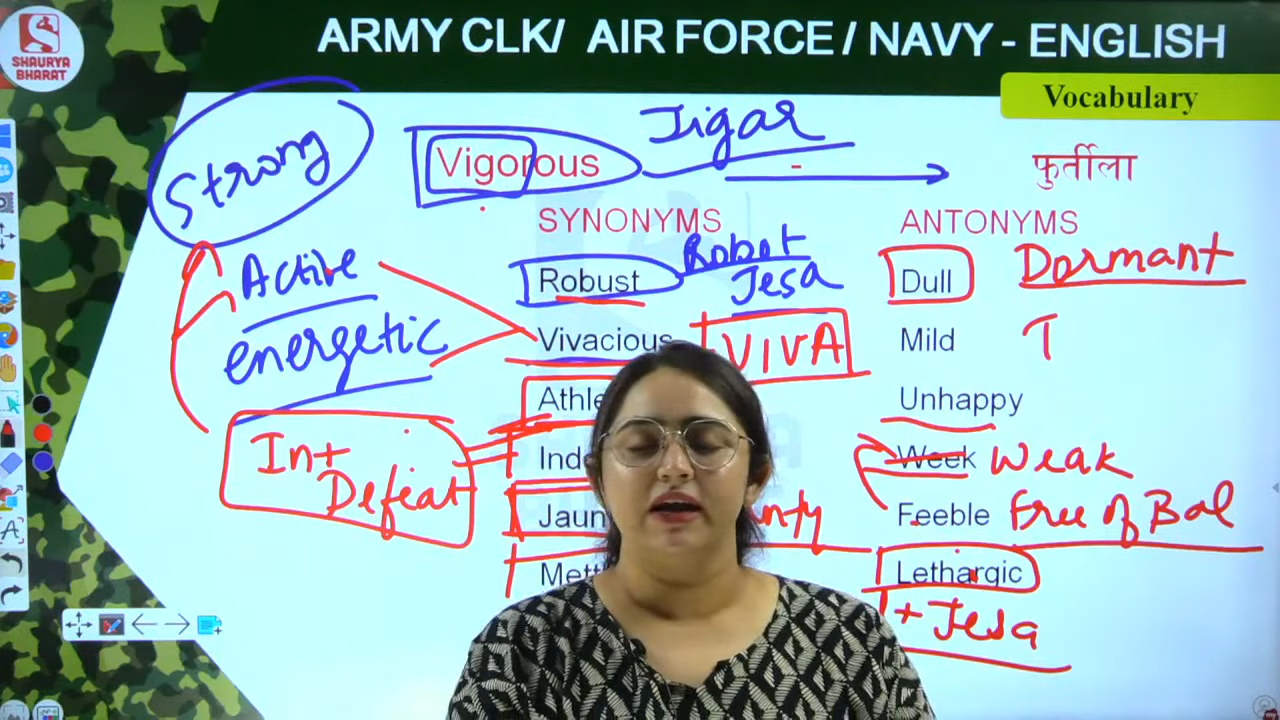 SHAURYA
BHARAT
ARMY CLK/ AIR FORCE / NAVY - ENGLISH
Vocabulary
Strong
Vigorous
Jigar
-
फुर्तीला
SYNONYMS
ANTONYMS
Active
energetic
Robust
Robot
Jesa
Dull
Dormant
Vivacious
VIVA
Mild
T
Athle
Unhappy
In+
Defeat
Inde
Week Weak
Jaun
nty
Feeble Free of Bal
Mett
Lethargic
+ Jesa